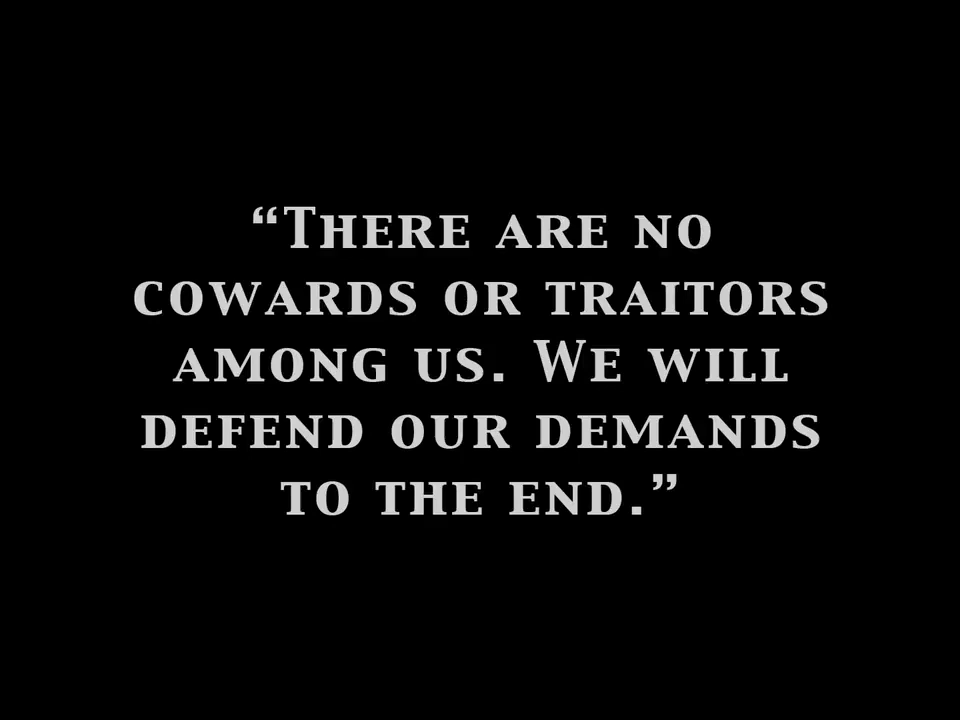 “There are no
cowards or traitors
among us. We will
defend our demands
to the end.”